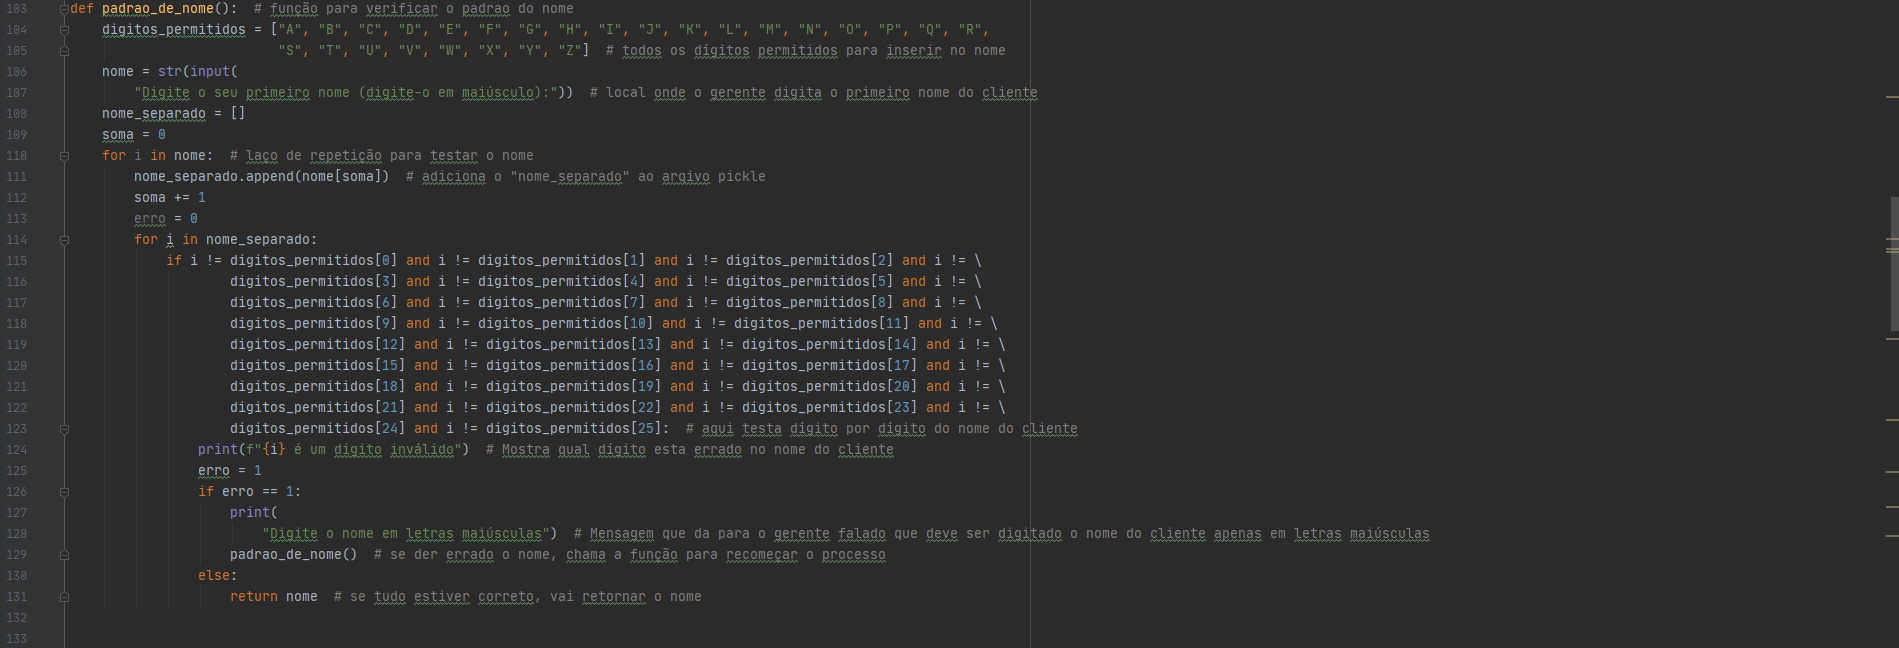 103 def padrao_de_nome():  # função para verificar o padrao do nome
104     digitos_permitidos = ["A", "B", "C", "D", "E", "F", "G", "H", "I", "J", "K", "L", "M", "N", "O", "P", "Q", "R",
105                           "S", "T", "U", "V", "W", "X", "Y", "Z"]  # todos os digitos permitidos para inserir no nome
106     nome = str(input(
107         "Digite o seu primeiro nome (digite-o em maiúsculo):"))  # local onde o gerente digita o primeiro nome do cliente
108     nome_separado = []
109     soma = 0
110     for i in nome:  # laço de repetição para testar o nome
111         nome_separado.append(nome[soma])  # adiciona o "nome_separado" ao arqivo pickle
112         soma += 1
113         erro = 0
114         for i in nome_separado:
115             if i != digitos_permitidos[0] and i != digitos_permitidos[1] and i != digitos_permitidos[2] and i != \
116                     digitos_permitidos[3] and i != digitos_permitidos[4] and i != digitos_permitidos[5] and i != \
117                     digitos_permitidos[6] and i != digitos_permitidos[7] and i != digitos_permitidos[8] and i != \
118                     digitos_permitidos[9] and i != digitos_permitidos[10] and i != digitos_permitidos[11] and i != \
119                     digitos_permitidos[12] and i != digitos_permitidos[13] and i != digitos_permitidos[14] and i != \
120                     digitos_permitidos[15] and i != digitos_permitidos[16] and i != digitos_permitidos[17] and i != \
121                     digitos_permitidos[18] and i != digitos_permitidos[19] and i != digitos_permitidos[20] and i != \
122                     digitos_permitidos[21] and i != digitos_permitidos[22] and i != digitos_permitidos[23] and i != \
123                     digitos_permitidos[24] and i != digitos_permitidos[25]:  # aqui testa digito por digito do nome do cliente
124                 print(f"{i} é um digito inválido")  # Mostra qual digito esta errado no nome do cliente
125                 erro = 1
126                 if erro == 1:
127                     print(
128                         "Digite o nome em letras maiúsculas")  # Mensagem que da para o gerente falado que deve ser digitado o nome do cliente apenas em letras maiúsculas
129                     padrao_de_nome()  # se der errado o nome, chama a função para recomeçar o processo
130                 else:
131                     return nome  # se tudo estiver correto, vai retornar o nome
132
133